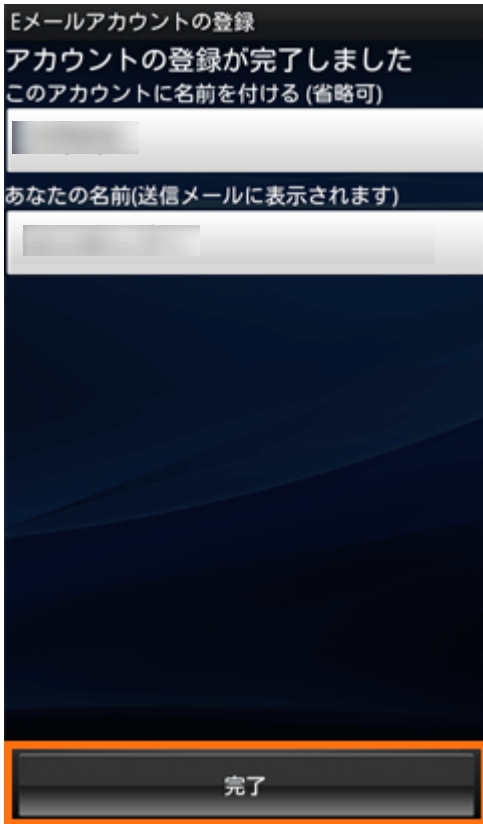 Eメールアカウントの登録
アカウントの登録が完了しました
このアカウントに名前を付ける (省略可)
あなたの名前(送信メールに表示されます)
完了